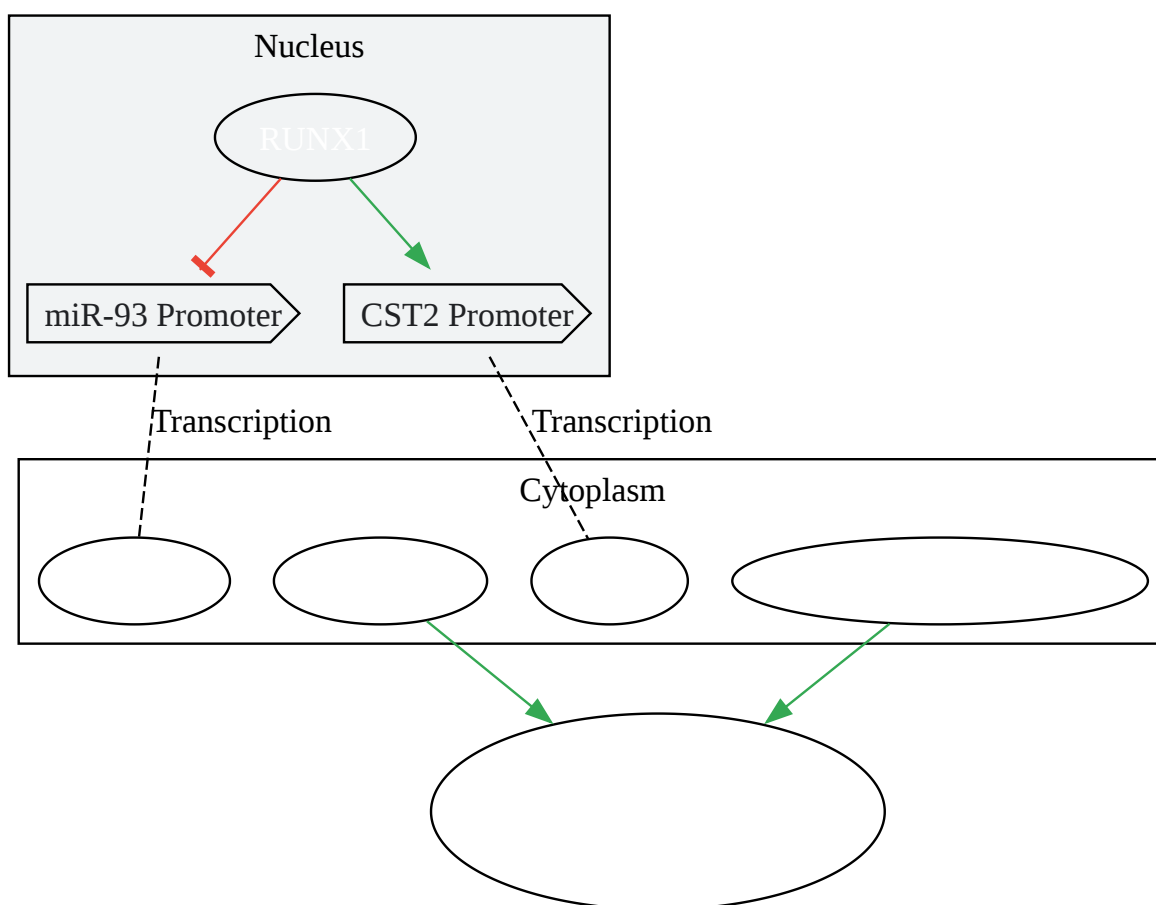 Nucleus
RUNX1
miR-93 Promoter
CST2 Promoter
Transcription
Transcription
Cytoplasm